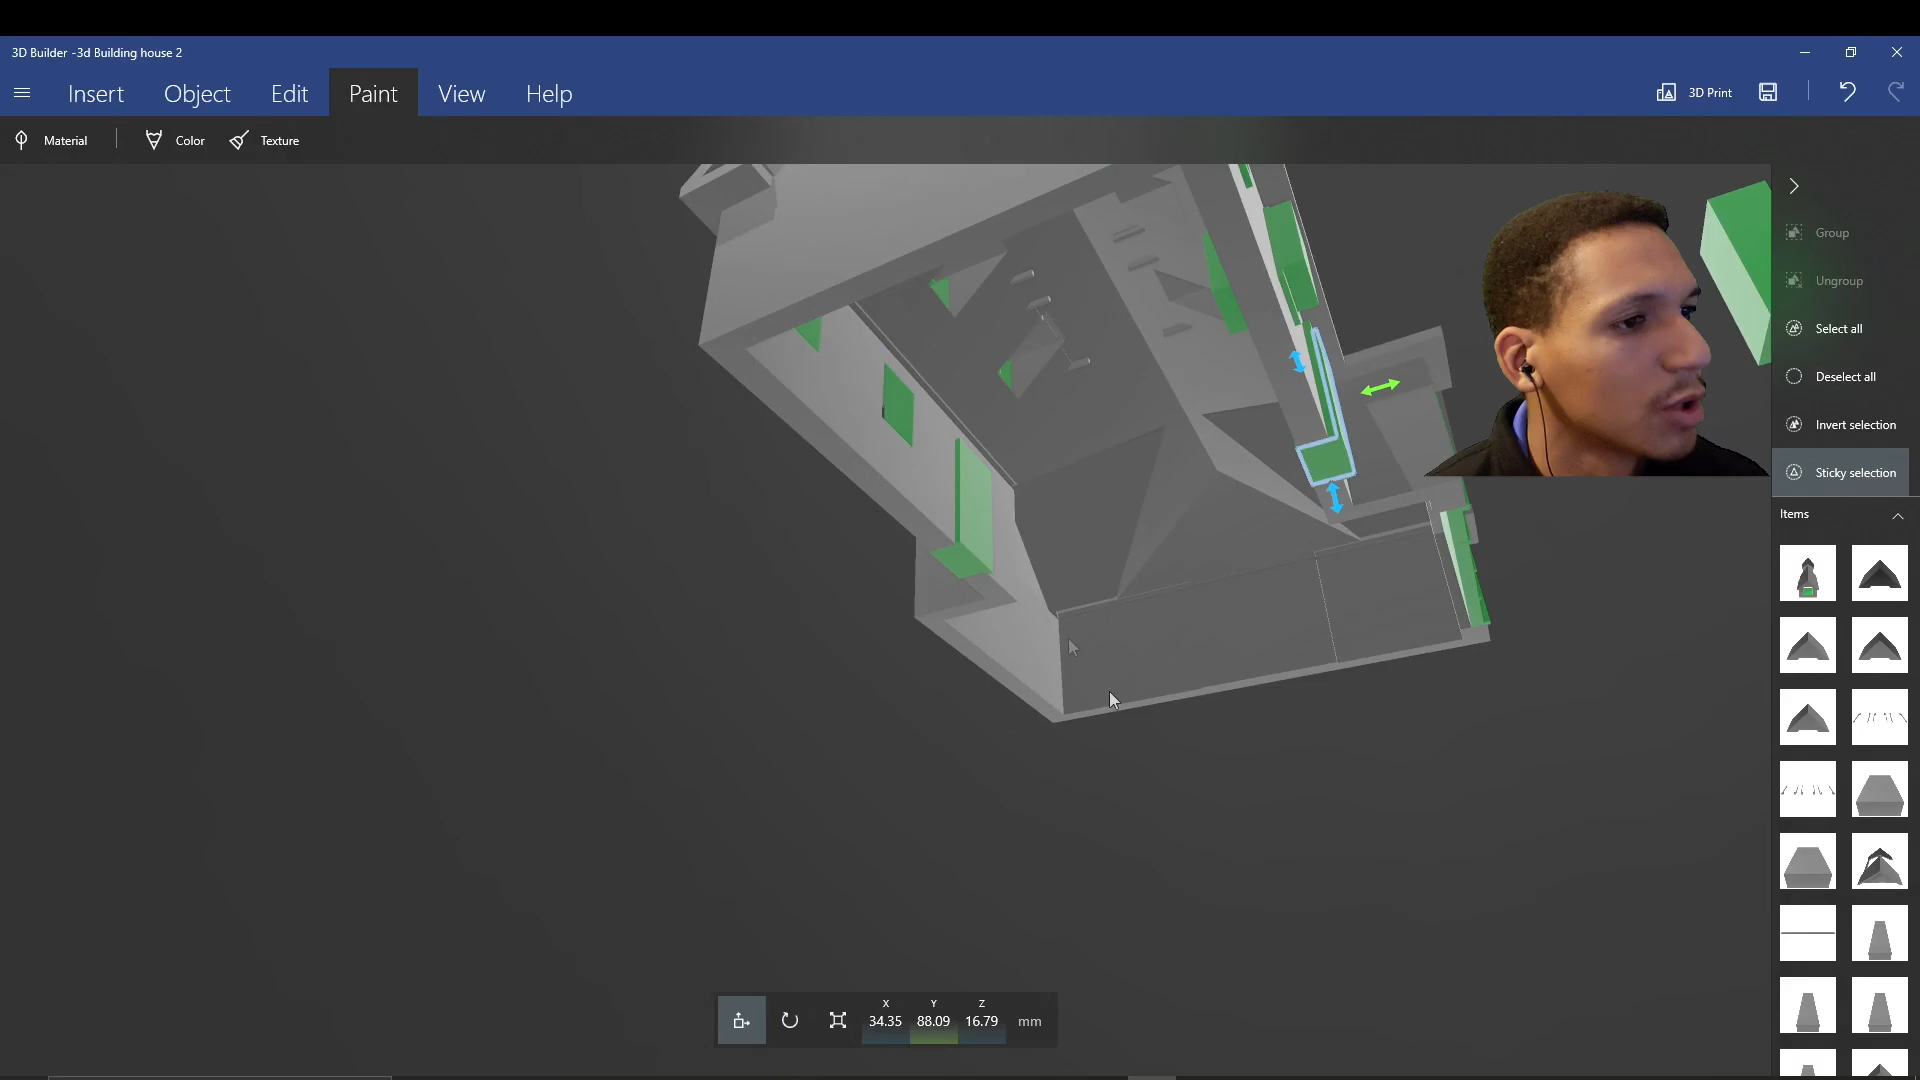 3D Builder -3d Building house 2
Insert Object Edit Paint View Help
3D Print
Material Color Texture
Group
Ungroup
Select all
Deselect all
Invert selection
Sticky selection
Items
X Y Z
34.35 88.09 16.79 mm